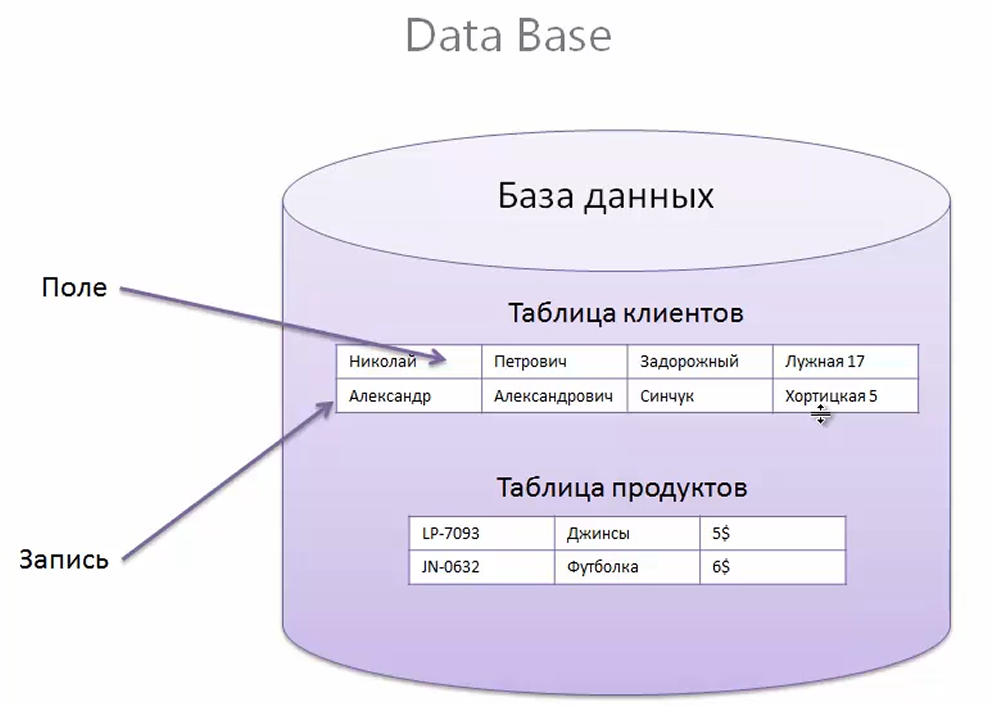 Data Base
База данных
Поле
Таблица клиентов
Николай Петрович Задорожный Лужная 17
Александр Александрович Синчук Хортицкая 5
Таблица продуктов
LP-7093 Джинсы 5$
Запись
JN-0632 Футболка 6$